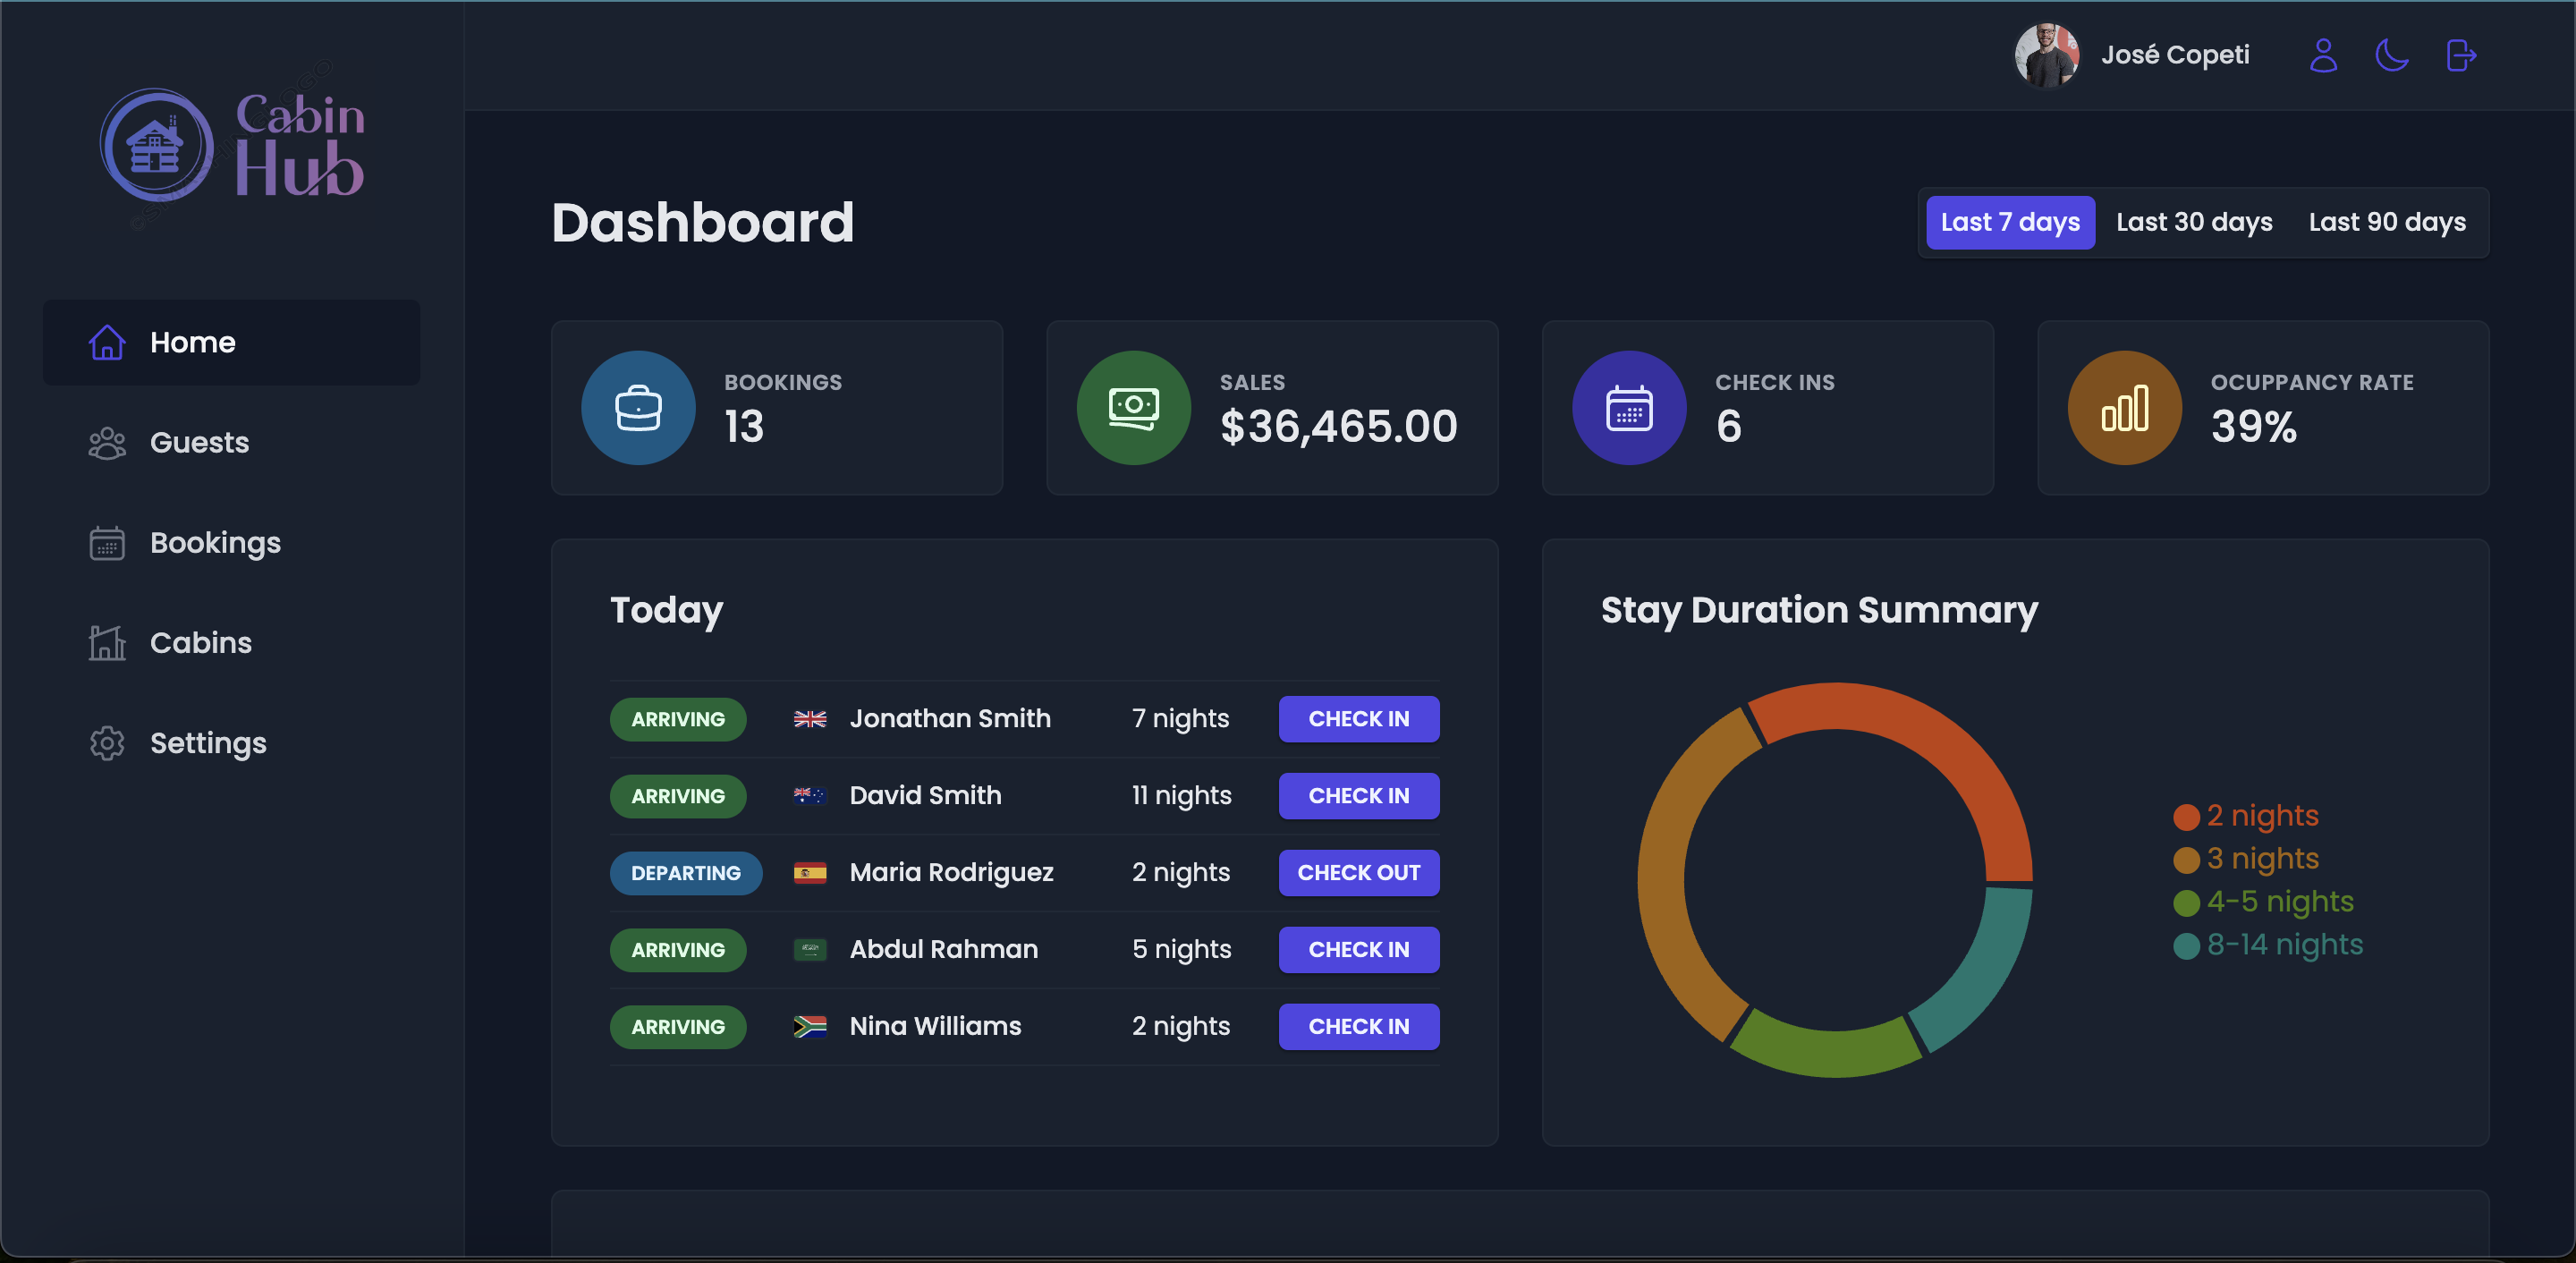 Cabin
Hub
José Copeti
Home
Guests
Bookings
Cabins
Settings
Dashboard
Last 7 days Last 30 days Last 90 days
BOOKINGS
13
SALES
$36,465.00
CHECK INS
6
OCUPPANCY RATE
39%
Today
ARRIVING Jonathan Smith 7 nights CHECK IN
ARRIVING David Smith 11 nights CHECK IN
DEPARTING Maria Rodriguez 2 nights CHECK OUT
ARRIVING Abdul Rahman 5 nights CHECK IN
ARRIVING Nina Williams 2 nights CHECK IN
Stay Duration Summary
2 nights
3 nights
4-5 nights
8-14 nights